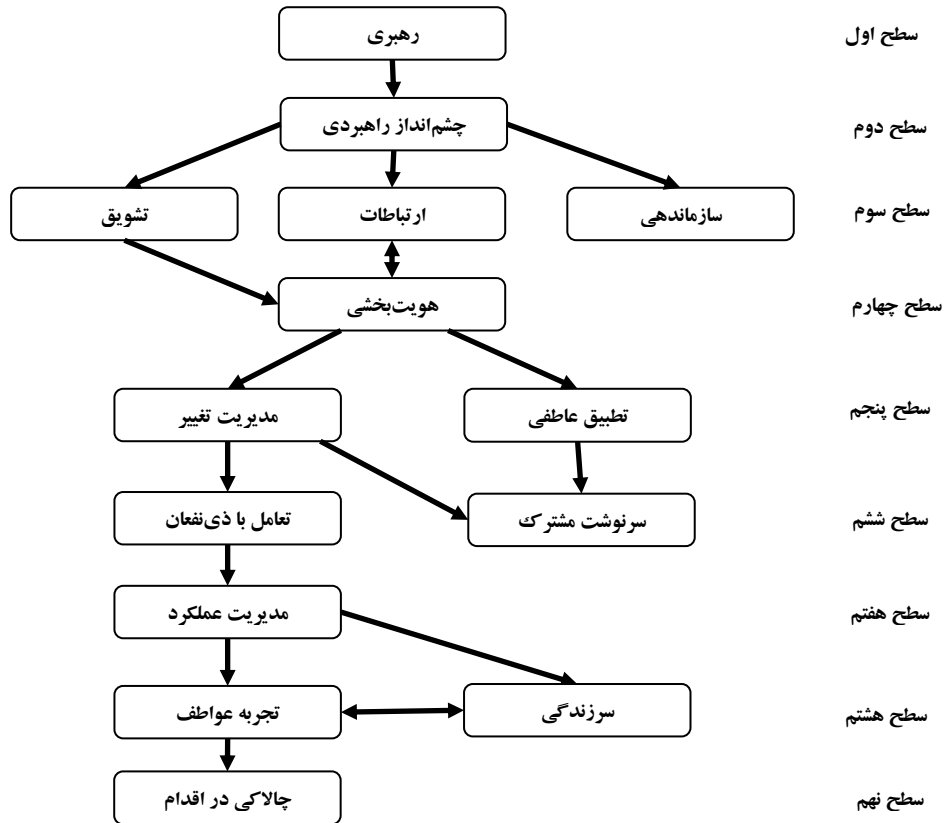 رهبری
سطح اول
چشم‌انداز راهبردی
سطح دوم
سازماندهی
ارتباطات
تشویق
سطح سوم
هویت‌بخشی
سطح چهارم
تطبیق عاطفی
مدیریت تغییر
سطح پنجم
سرنوشت مشترک
تعامل با ذی‌نفعان
سطح ششم
مدیریت عملکرد
سطح هفتم
سرزندگی
تجربه عواطف
سطح هشتم
چالاکی در اقدام
سطح نهم